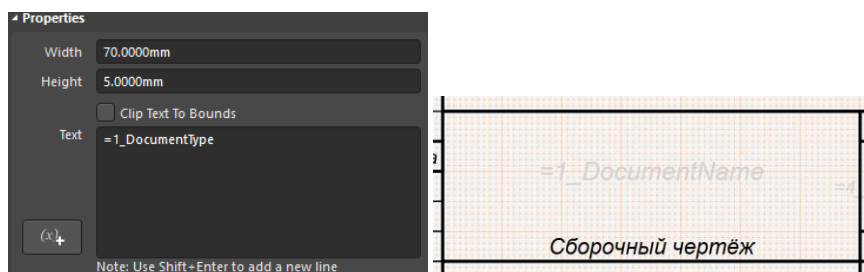 Properties
Width 70.0000mm
Height 5.0000mm
Clip Text To Bounds
Text =1_DocumentType
(x)+
Note: Use Shift+Enter to add a new line
а
=1_DocumentName
=4_
Сборочный чертёж